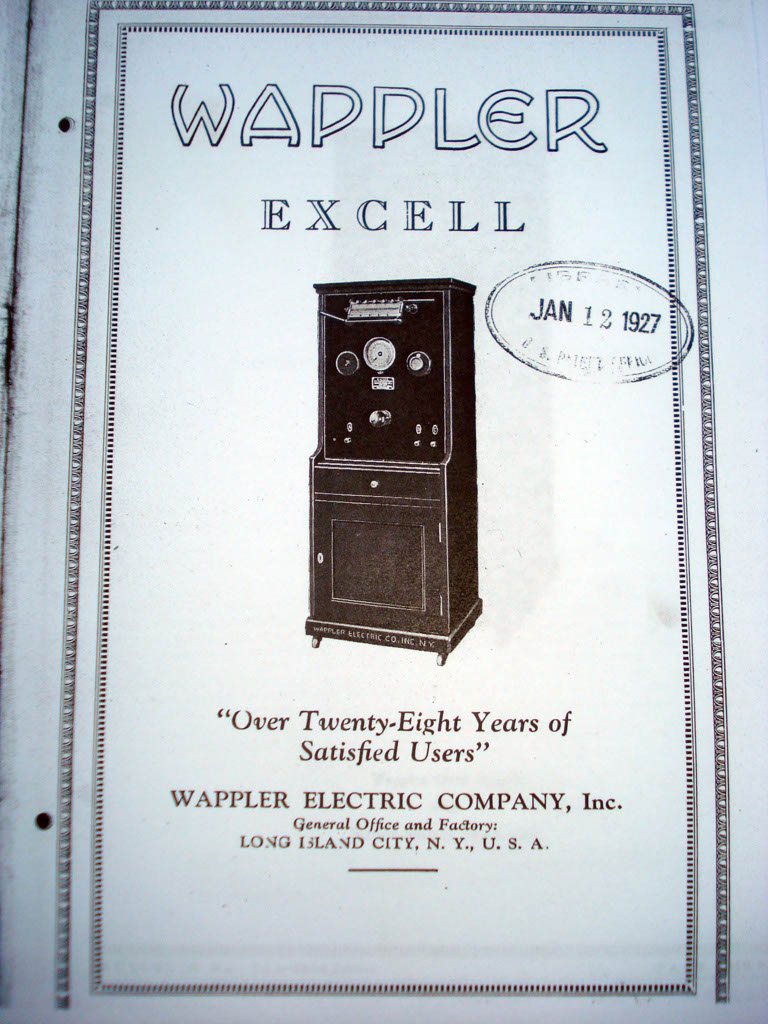 WAPPLER
EXCELL
JAN 12 1927
WAPPLER ELECTRIC CO., INC. N.Y.
"Over Twenty-Eight Years of
Satisfied Users"
WAPPLER ELECTRIC COMPANY, Inc.
General Office and Factory:
LONG ISLAND CITY, N. Y., U. S. A.